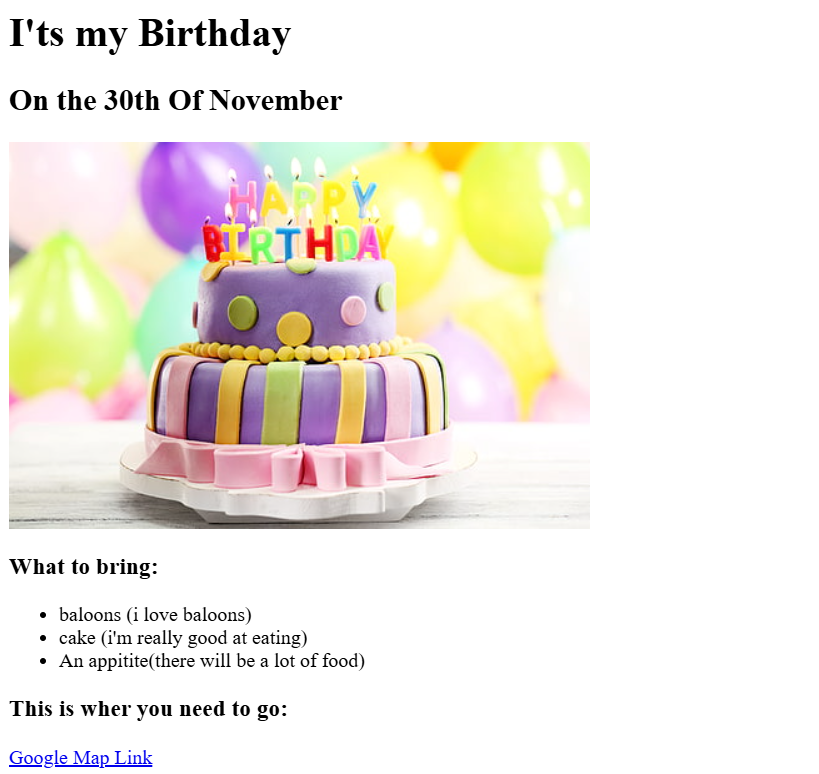 I'ts my Birthday
On the 30th Of November
HAPPY
BIRTHDAY
What to bring:
baloons (i love baloons)
cake (i'm really good at eating)
An appitite(there will be a lot of food)
This is wher you need to go:
Google Map Link